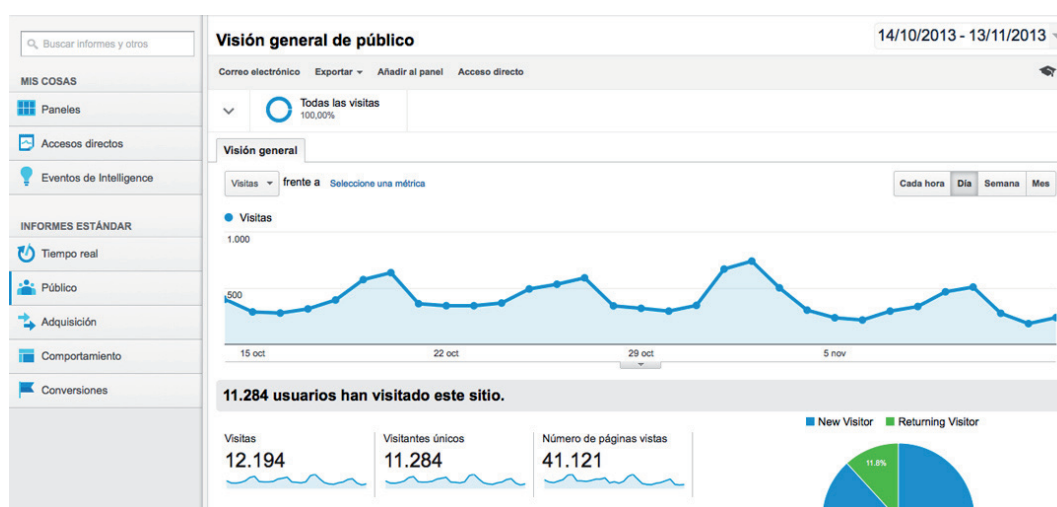 Buscar informes y otros
MIS COSAS
Paneles
Accesos directos
Eventos de Intelligence
INFORMES ESTÁNDAR
Tiempo real
Público
Adquisición
Comportamiento
Conversiones
Visión general de público
14/10/2013 - 13/11/2013
Correo electrónico Exportar Añadir al panel Acceso directo
Todas las visitas
100,00%
Visión general
Visitas frente a Seleccione una métrica
Cada hora Día Semana Mes
Visitas
1.000
500
15 oct 22 oct 29 oct 5 nov
11.284 usuarios han visitado este sitio.
Visitas Visitantes únicos Número de páginas vistas
12.194 11.284 41.121
New Visitor Returning Visitor
11.8%